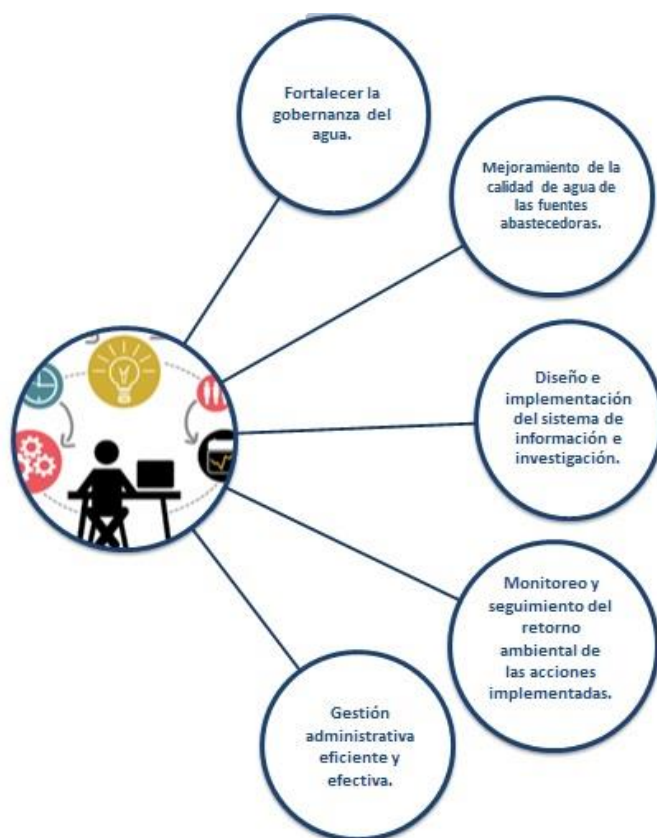 Fortalecer la
gobernanza del
agua.
Mejoramiento de la
calidad de agua de
las fuentes
abastecedoras.
Diseño e
implementación
del sistema de
información e
investigación.
Monitoreo y
seguimiento del
retorno
ambiental de
las acciones
implementadas.
Gestión
administrativa
eficiente y
efectiva.